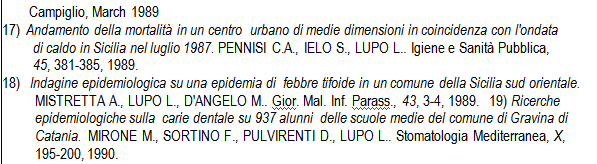 Campiglio, March 1989
17) Andamento della mortalità in un centro urbano di medie dimensioni in coincidenza con l'ondata
di caldo in Sicilia nel luglio 1987. PENNISI C.A., IELO S., LUPO L.. Igiene e Sanità Pubblica,
45, 381-385, 1989.
18) Indagine epidemiologica su una epidemia di febbre tifoide in un comune della Sicilia sud orientale.
MISTRETTA A., LUPO L., D'ANGELO M.. Gior. Mal. Inf. Parass., 43, 3-4, 1989. 19) Ricerche
epidemiologiche sulla carie dentale su 937 alunni delle scuole medie del comune di Gravina di
Catania. MIRONE M., SORTINO F., PULVIRENTI D., LUPO L.. Stomatologia Mediterranea, X,
195-200, 1990.